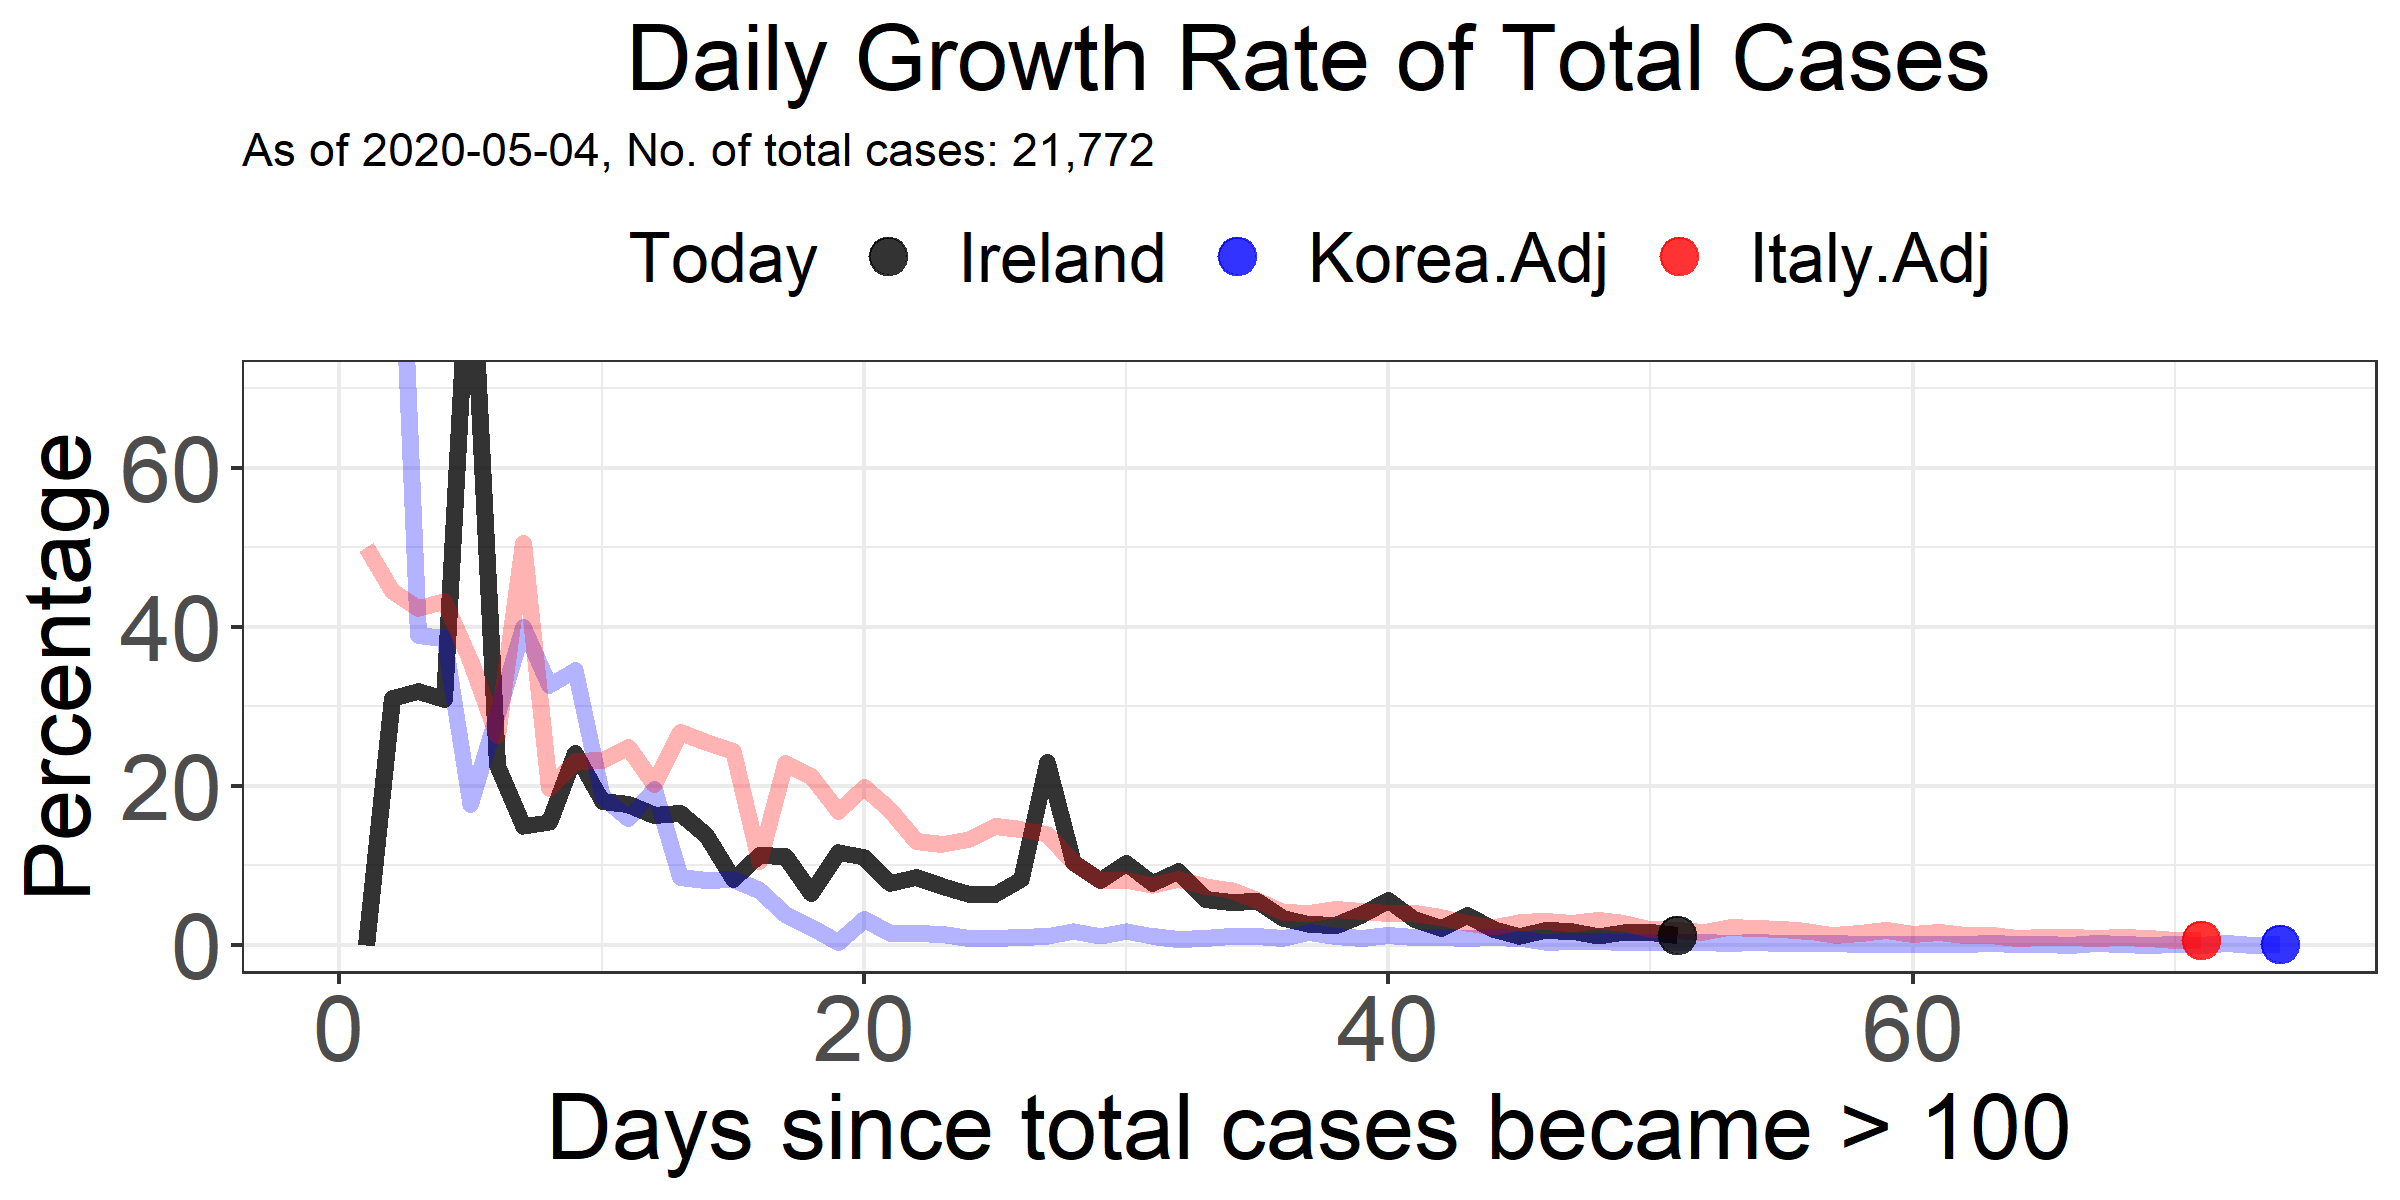 Daily Growth Rate of Total Cases
As of 2020-05-04, No. of total cases: 21,772
Today Ireland Korea.Adj Italy.Adj
Percentage
60
40
20
0
0 20 40 60
Days since total cases became > 100